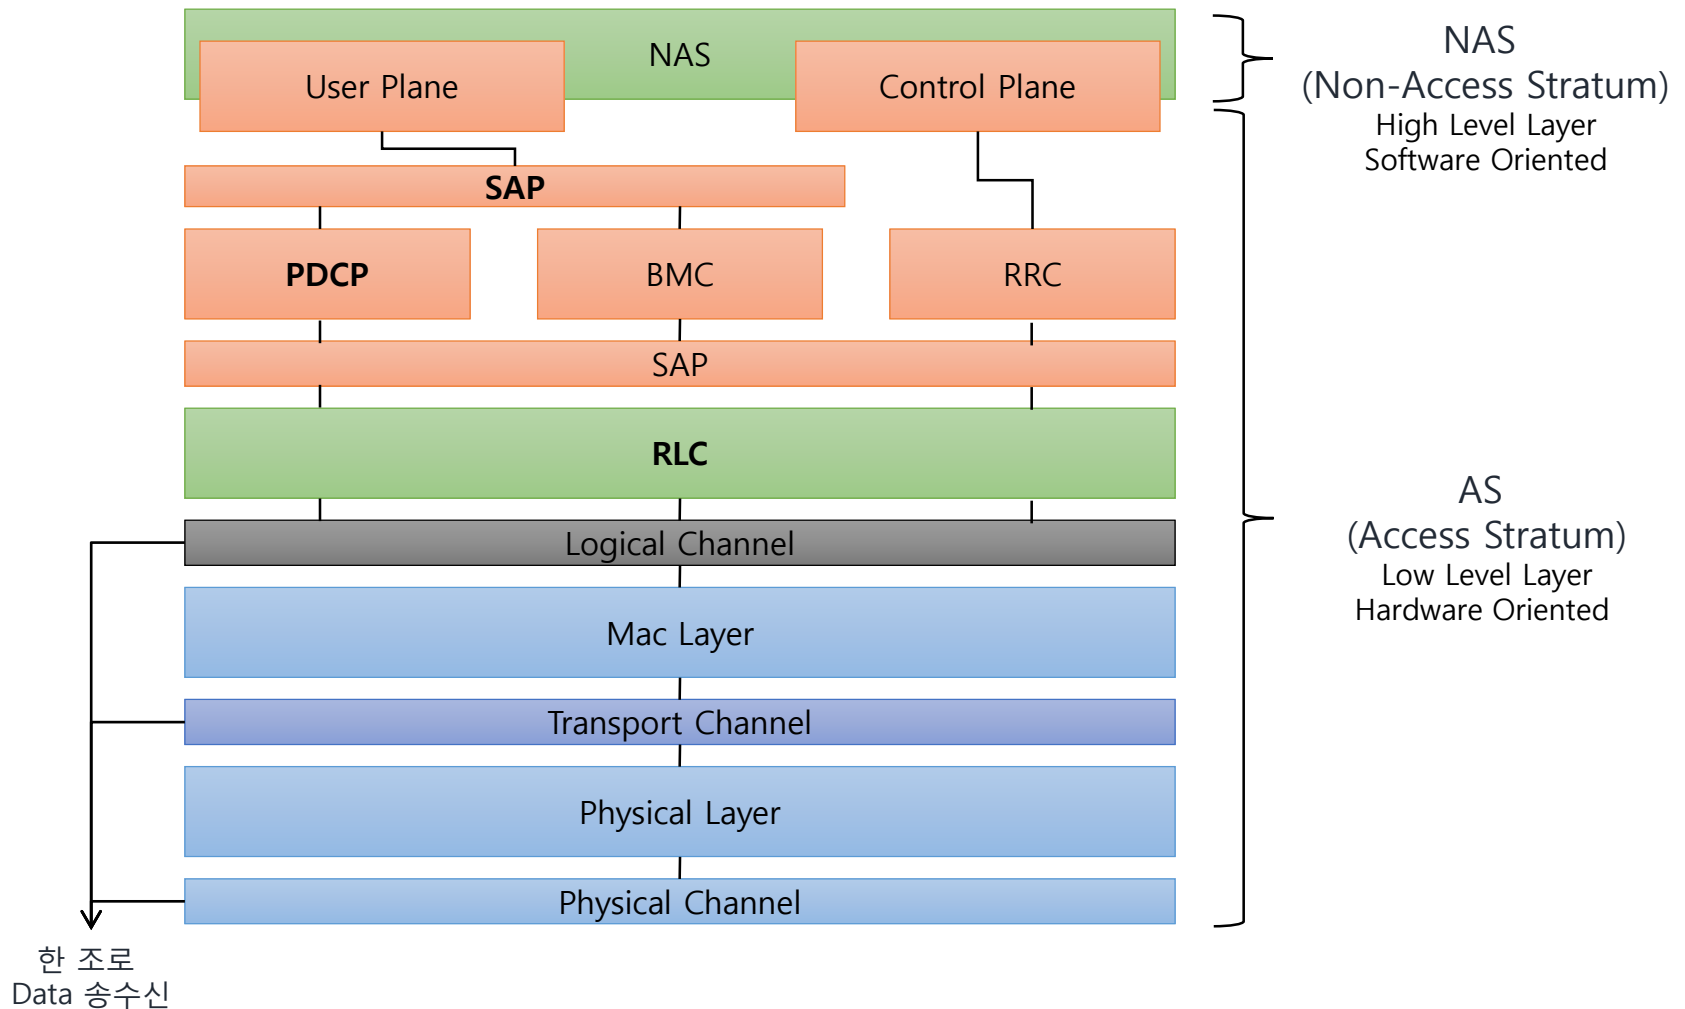 NAS
User Plane
Control Plane
SAP
PDCP
BMC
RRC
SAP
RLC
Logical Channel
Mac Layer
Transport Channel
Physical Layer
Physical Channel
한 조로
Data 송수신
NAS
(Non-Access Stratum)
High Level Layer
Software Oriented
AS
(Access Stratum)
Low Level Layer
Hardware Oriented